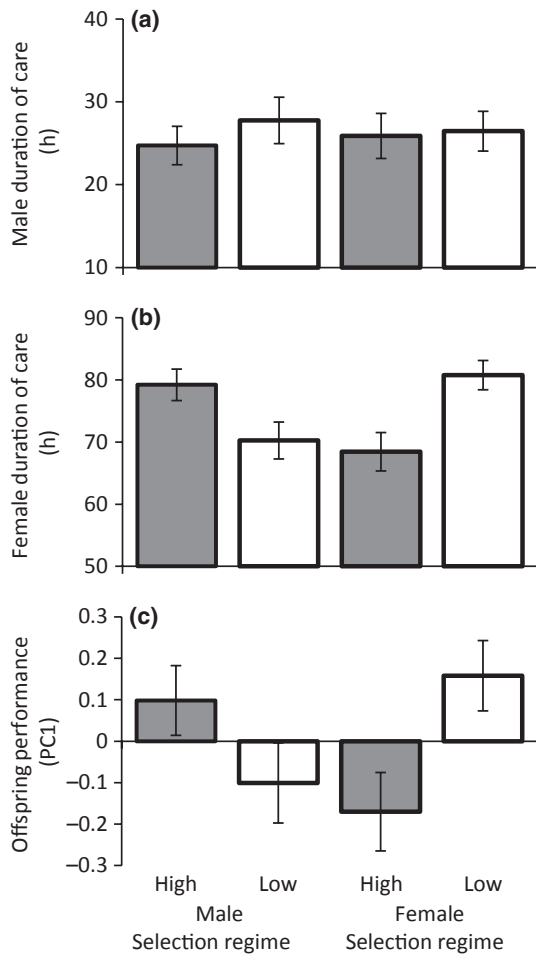 (a)
Male duration of care
(h)
40
30
20
10
(b)
Female duration of care
(h)
90
80
70
60
50
(c)
Offspring performance
(PC1)
0.3
0.2
0.1
0
−0.1
−0.2
−0.3
High Low High Low
Male Female
Selection regime Selection regime